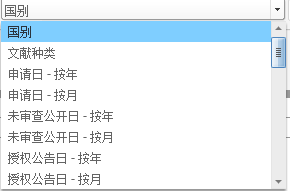 国别
国别
文献种类
申请日 - 按年
申请日 - 按月
未审查公开日 - 按年
未审查公开日 - 按月
授权公告日 - 按年
授权公告日 - 按月